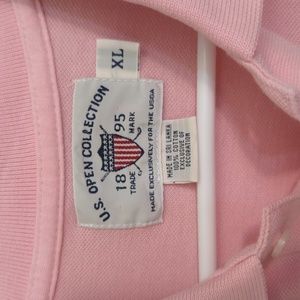 XL
U.S. OPEN COLLECTION
18 95
TRADE MARK
MADE EXCLUSIVELY FOR THE USGA
MADE IN SRI LANKA
100% COTTON
EXCLUSIVE OF
DECORATION